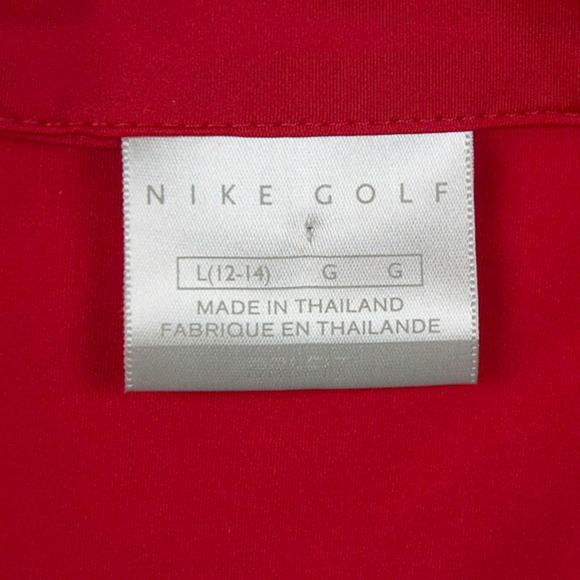 NIKE GOLF
L(12-14) G G
MADE IN THAILAND
FABRIQUE EN THAILANDE